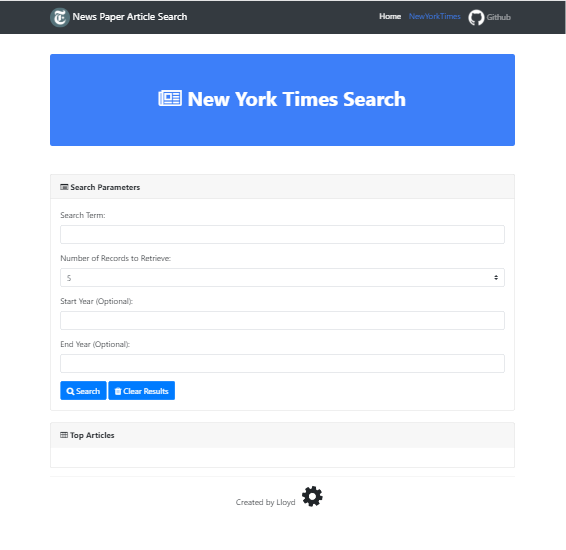 News Paper Article Search Home NewYorkTimes Github
New York Times Search
Search Parameters
Search Term:
Number of Records to Retrieve:
5
Start Year (Optional):
End Year (Optional):
Search Clear Results
Top Articles
Created by Lloyd